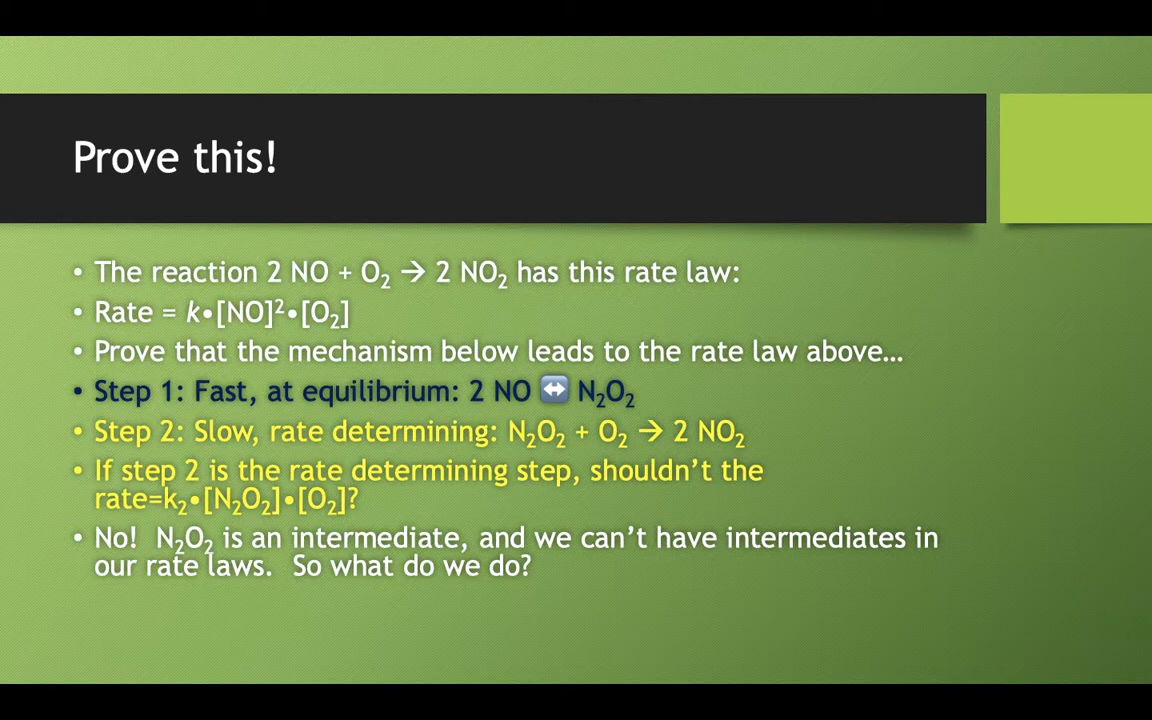 Prove this!
• The reaction 2 NO + O₂ → 2 NO₂ has this rate law:
• Rate = k•[NO]²•[O₂]
• Prove that the mechanism below leads to the rate law above…
• Step 1: Fast, at equilibrium: 2 NO ↔ N₂O₂
• Step 2: Slow, rate determining: N₂O₂ + O₂ → 2 NO₂
• If step 2 is the rate determining step, shouldn’t the
rate=k₂•[N₂O₂]•[O₂]?
• No!  N₂O₂ is an intermediate, and we can’t have intermediates in
our rate laws.  So what do we do?